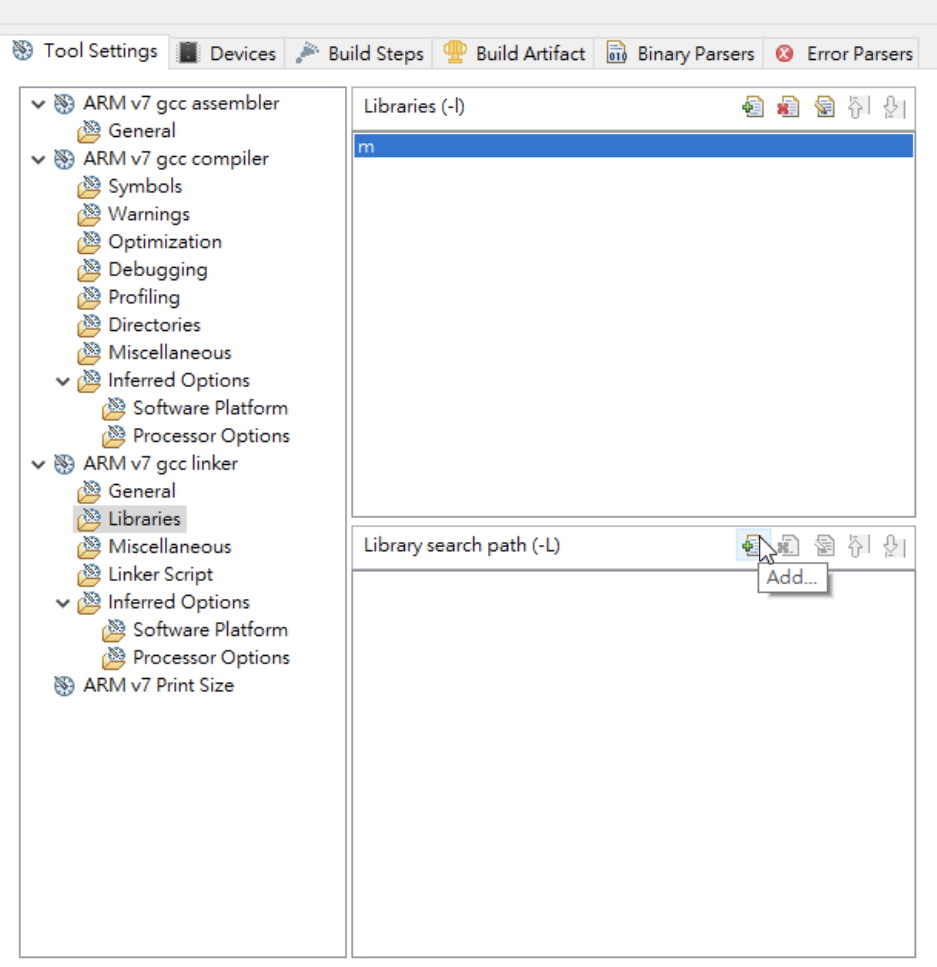 Tool Settings Devices Build Steps Build Artifact Binary Parsers Error Parsers
ARM v7 gcc assembler
General
ARM v7 gcc compiler
Symbols
Warnings
Optimization
Debugging
Profiling
Directories
Miscellaneous
Inferred Options
Software Platform
Processor Options
ARM v7 gcc linker
General
Libraries
Miscellaneous
Linker Script
Inferred Options
Software Platform
Processor Options
ARM v7 Print Size
Libraries (-l)
m
Library search path (-L)
Add...